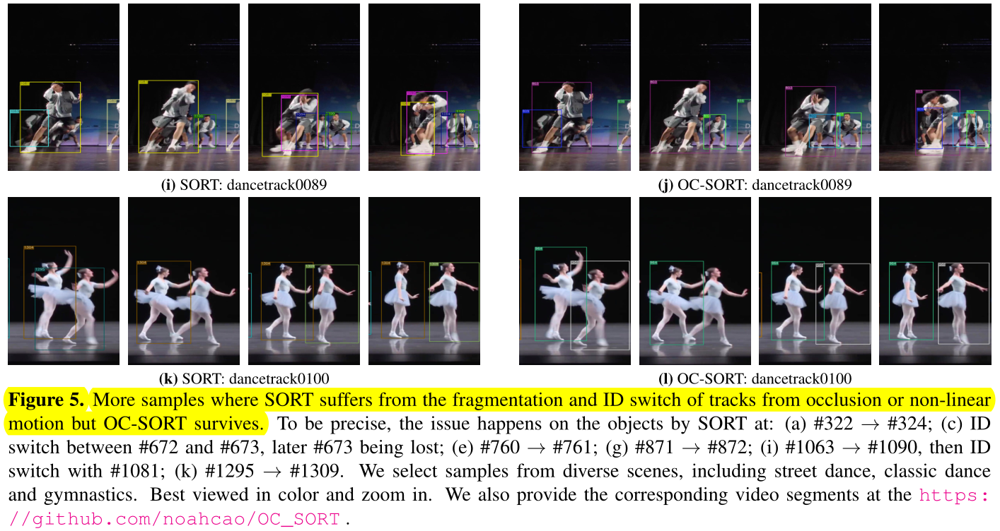 (i) SORT: dancetrack0089
(j) OC-SORT: dancetrack0089
(k) SORT: dancetrack0100
(l) OC-SORT: dancetrack0100
Figure 5. More samples where SORT suffers from the fragmentation and ID switch of tracks from occlusion or non-linear
motion but OC-SORT survives. To be precise, the issue happens on the objects by SORT at: (a) #322 → #324; (c) ID
switch between #672 and #673, later #673 being lost; (e) #760 → #761; (g) #871 → #872; (i) #1063 → #1090, then ID
switch with #1081; (k) #1295 → #1309. We select samples from diverse scenes, including street dance, classic dance
and gymnastics. Best viewed in color and zoom in. We also provide the corresponding video segments at the https:
//github.com/noahcao/OC_SORT .